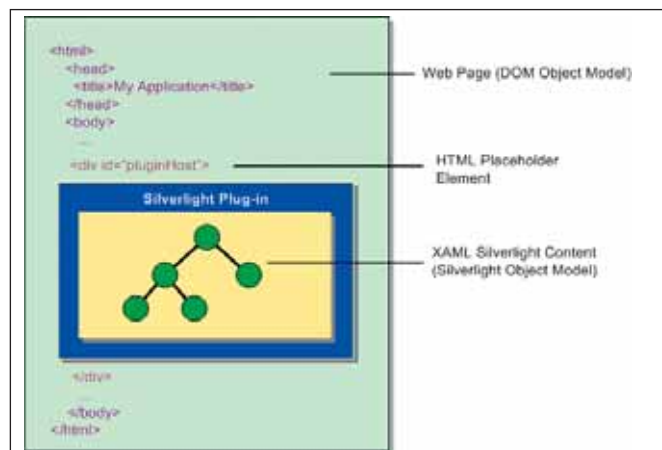 <html>
<head>
<title>My Application</title>
</head>
<body>
...
<div id="pluginHost">
Silverlight Plug-in
</div>
...
</body>
</html>
Web Page (DOM Object Model)
HTML Placeholder
Element
XAML Silverlight Content
(Silverlight Object Model)